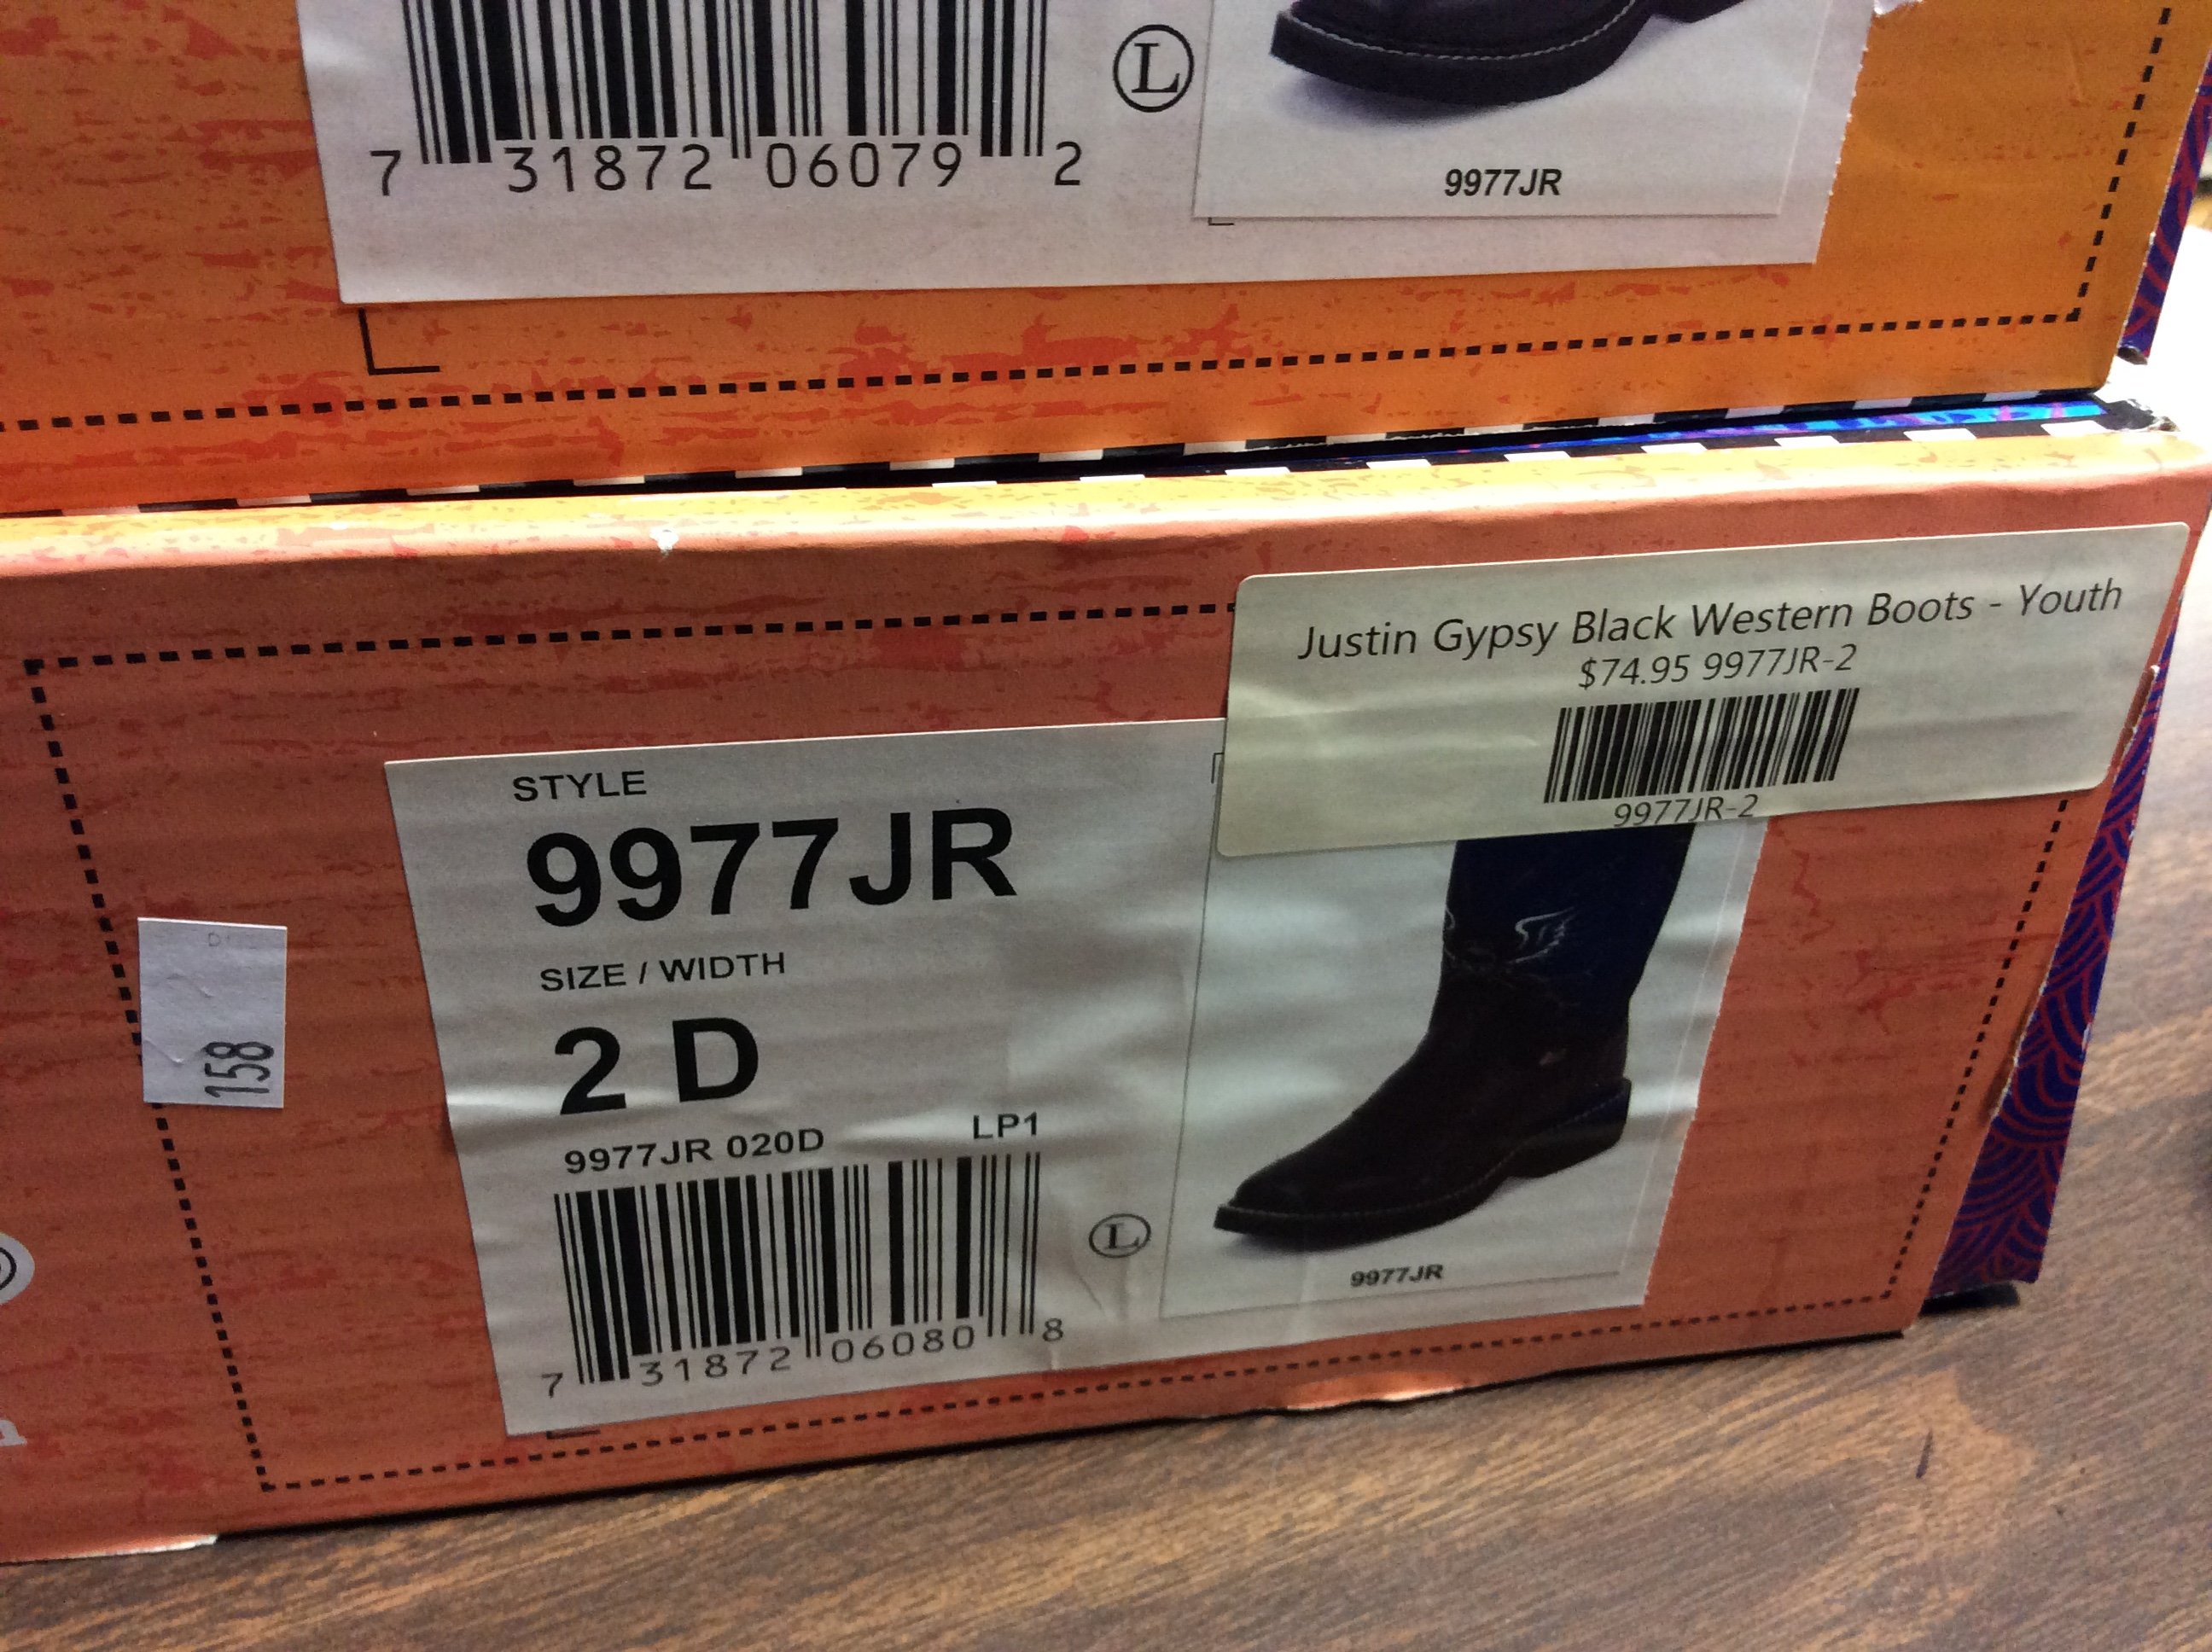 7 31872 06079 2
L
9977JR
Justin Gypsy Black Western Boots - Youth
$74.95 9977JR-2
9977JR-2
STYLE
9977JR
SIZE / WIDTH
2 D
9977JR 020D LP1
7 31872 06080 8
L
9977JR
158